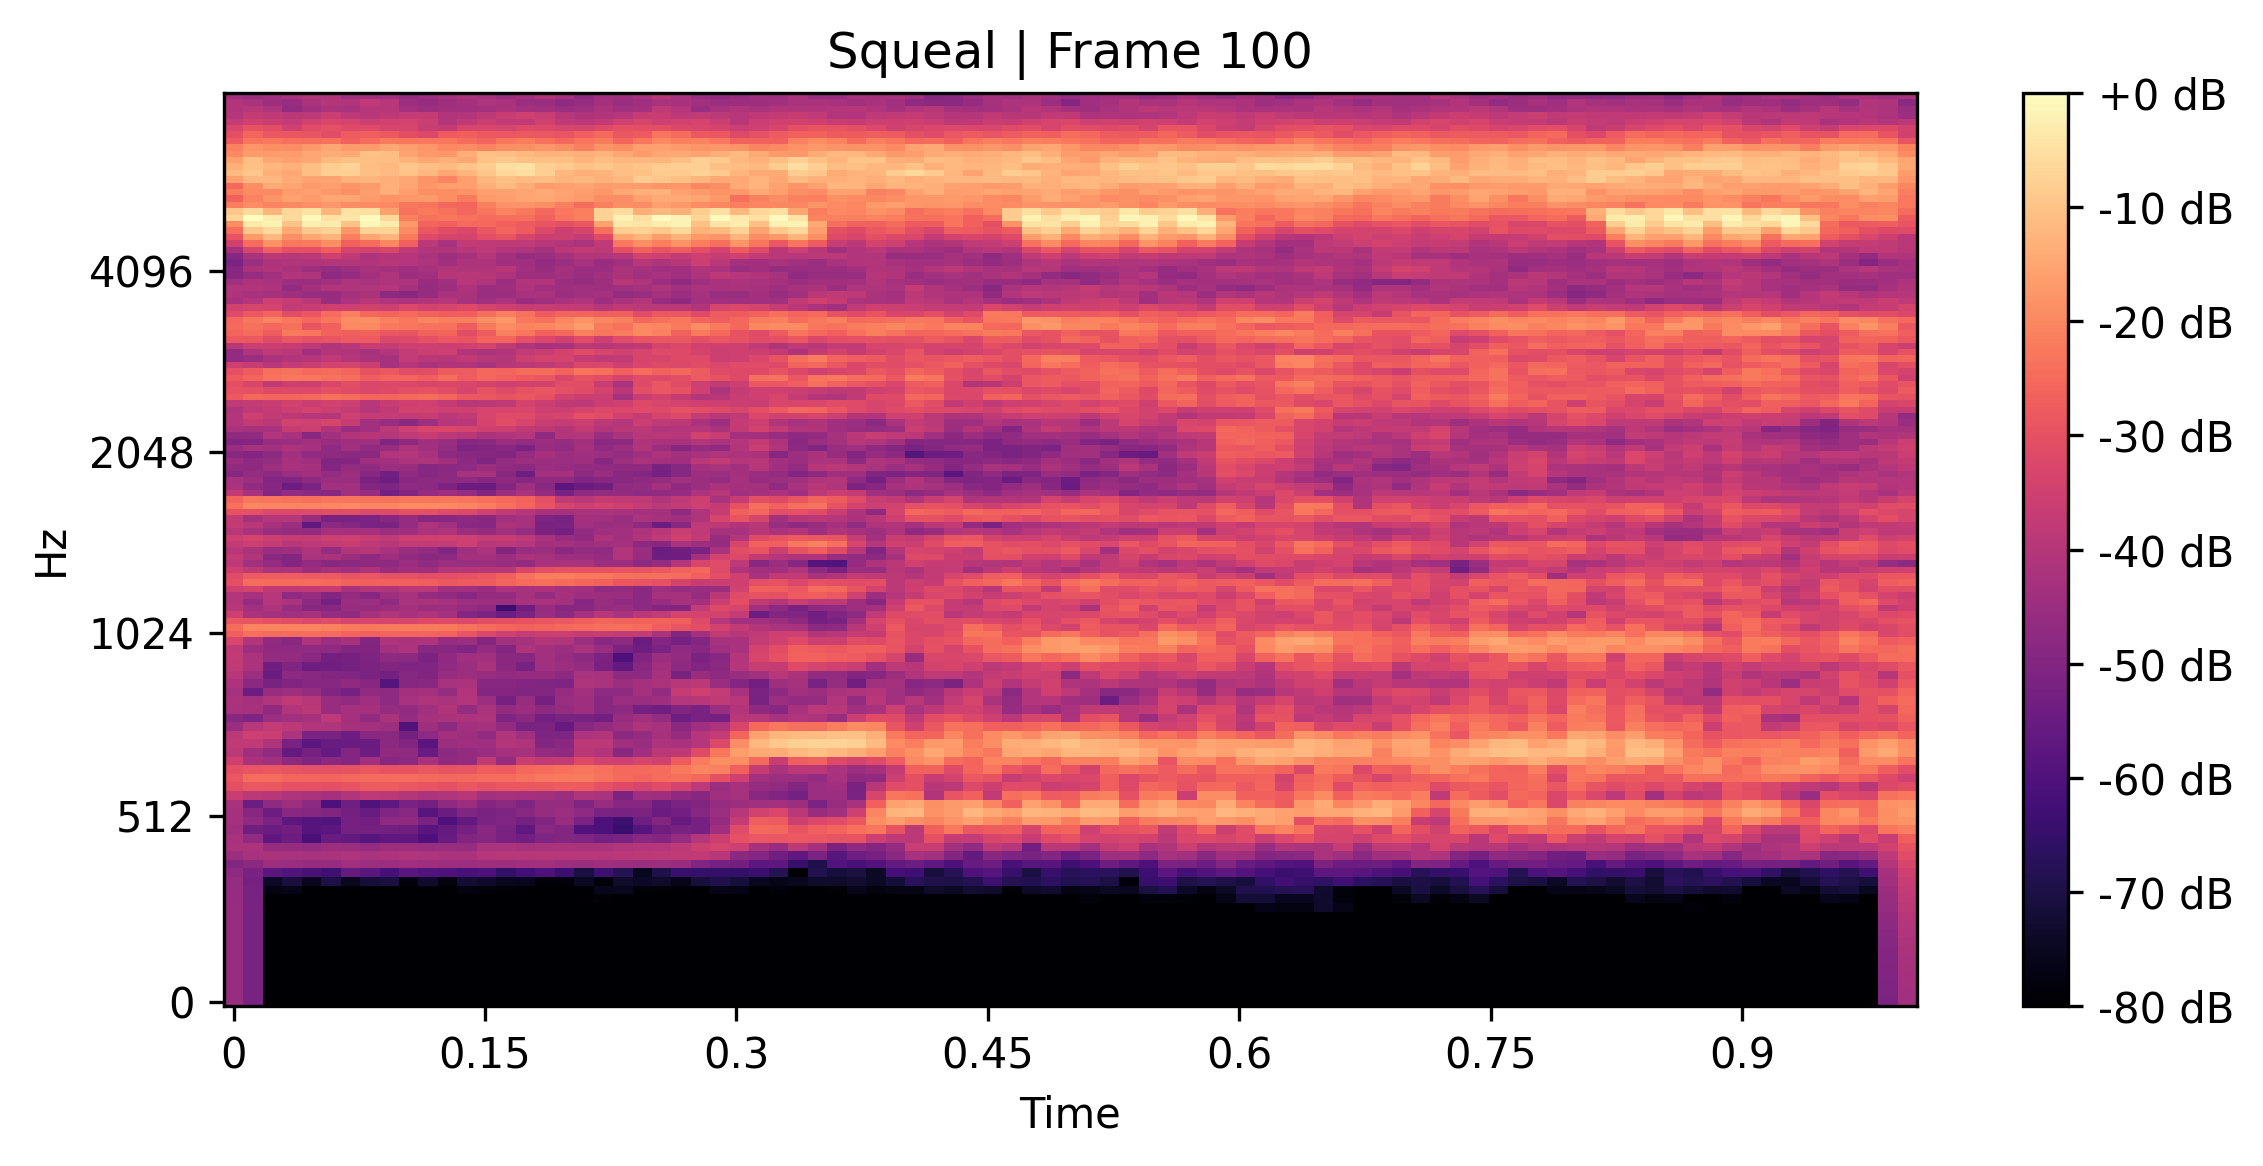 Squeal | Frame 100
Hz
4096
2048
1024
512
0
0 0.15 0.3 0.45 0.6 0.75 0.9
Time
+0 dB
-10 dB
-20 dB
-30 dB
-40 dB
-50 dB
-60 dB
-70 dB
-80 dB